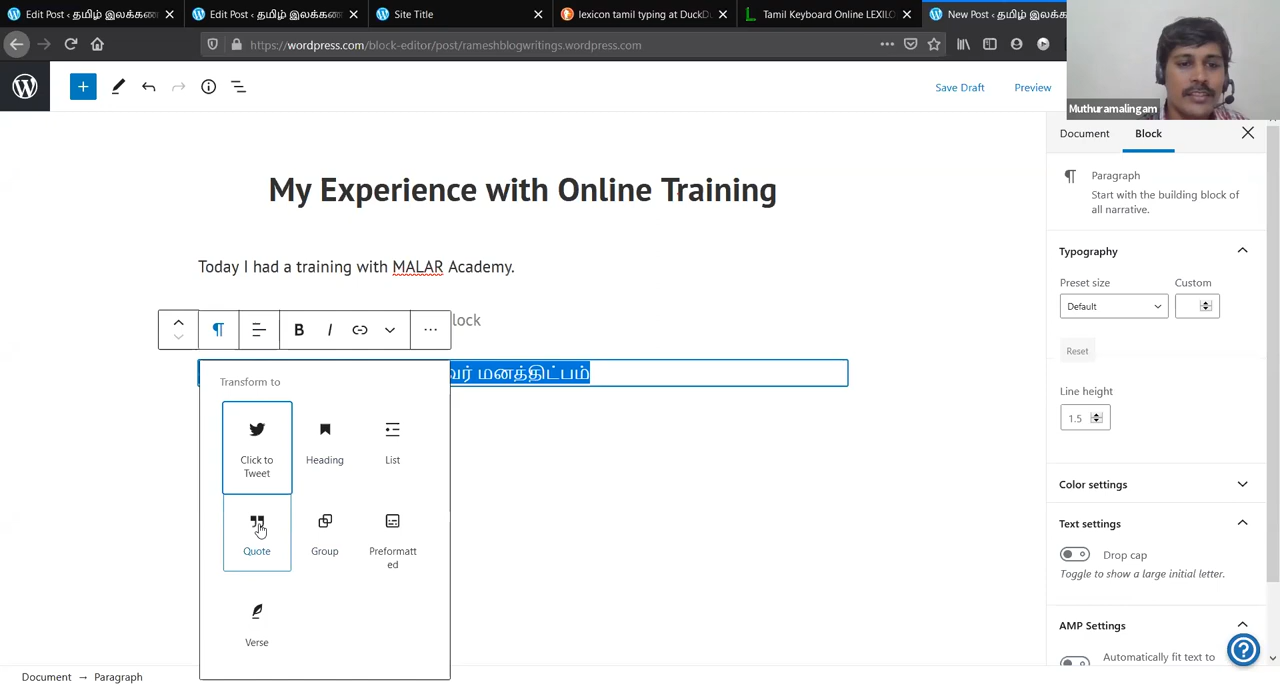 Edit Post ‹ தமிழ் இலக்கண
Edit Post ‹ தமிழ் இலக்கண
Site Title
lexicon tamil typing at DuckDu
Tamil Keyboard Online LEXILO
New Post ‹ தமிழ் இலக்
https://wordpress.com/block-editor/post/rameshblogwritings.wordpress.com
Save Draft
Preview
Muthuramalingam
Document
Block
My Experience with Online Training
Today I had a training with MALAR Academy.
lock
வர் மனத்திட்பம்
B
I
Transform to
Click to
Tweet
Heading
List
Quote
Group
Preformatt
ed
Verse
Paragraph
Start with the building block of
all narrative.
Typography
Preset size
Custom
Default
Reset
Line height
1.5
Color settings
Text settings
Drop cap
Toggle to show a large initial letter.
AMP Settings
Automatically fit text to
Document → Paragraph